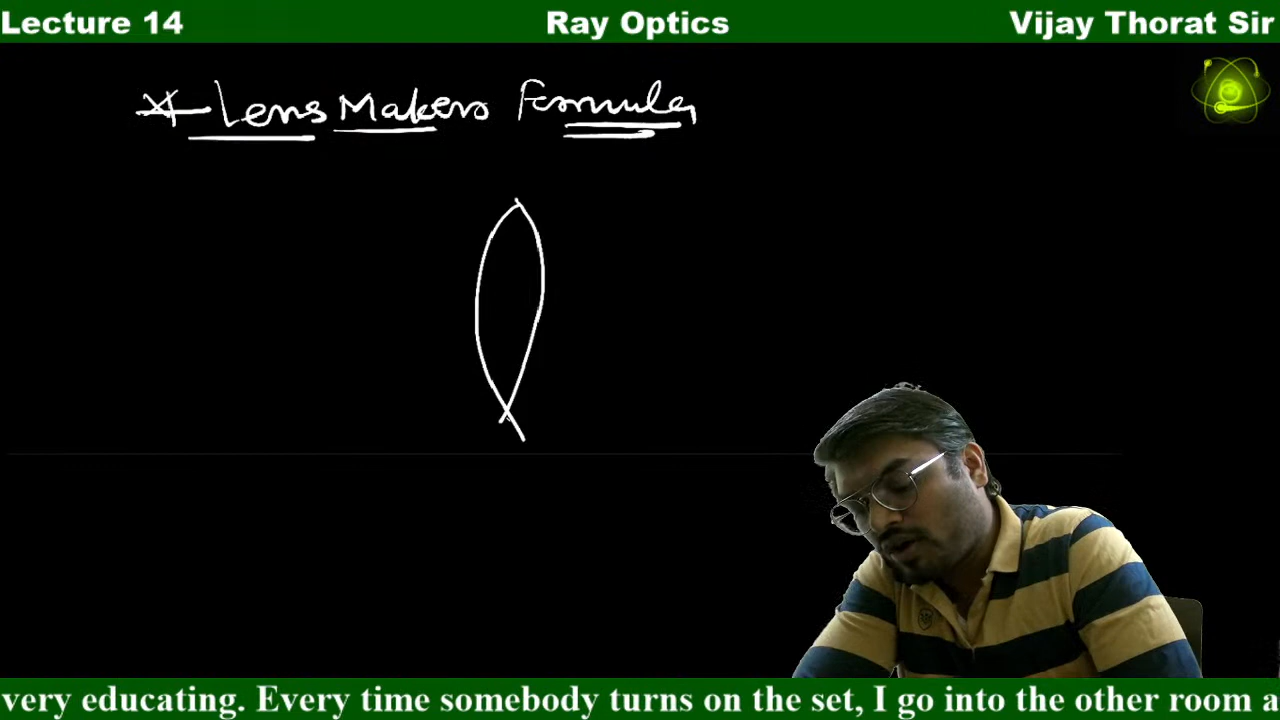 Lecture 14 Ray Optics Vijay Thorat Sir
Lens Makers Formula
very educating. Every time somebody turns on the set, I go into the other room a